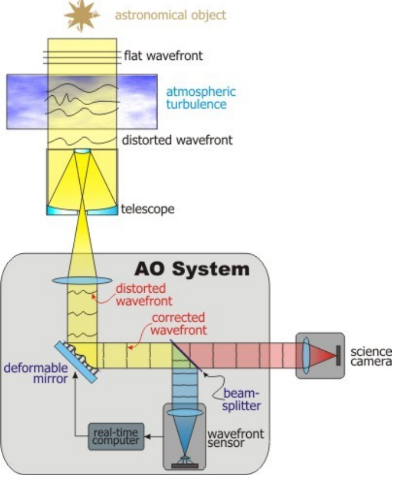 astronomical object
flat wavefront
atmospheric
turbulence
distorted wavefront
telescope
AO System
distorted
wavefront
corrected
wavefront
deformable
mirror
science
camera
beam-
splitter
real-time
computer
wavefront
sensor